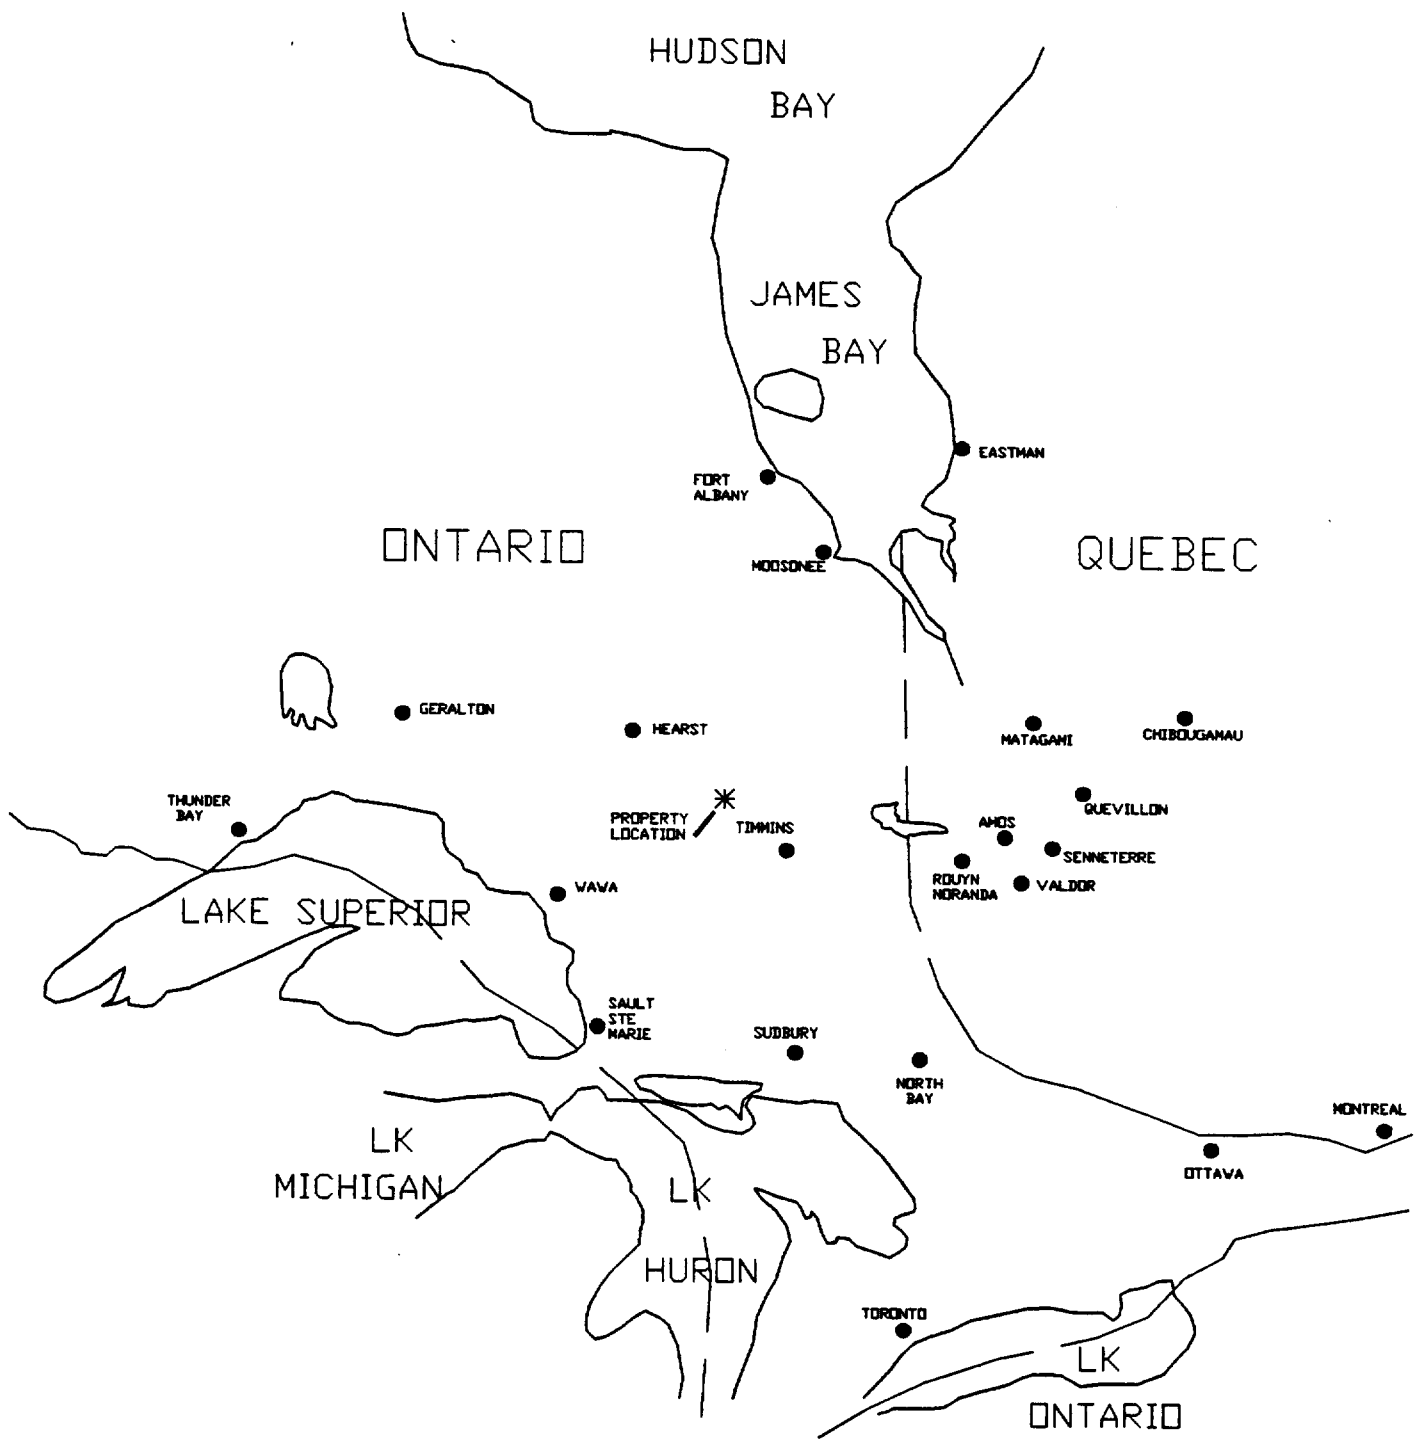 HUDSON
BAY
JAMES
BAY
EASTMAN
FORT
ALBANY
ONTARIO
QUEBEC
MOOSONEE
GERALTON
HEARST
MATAGAMI
CHIBOUGAMAU
THUNDER
BAY
PROPERTY
LOCATION
TIMMINS
QUEVILLON
AMOS
SENNETERRE
ROUYN
NORANDA
VALDOR
WAWA
LAKE SUPERIOR
SAULT
STE
MARIE
SUDBURY
NORTH
BAY
MONTREAL
OTTAWA
LK
MICHIGAN
LK
HURON
TORONTO
LK
ONTARIO